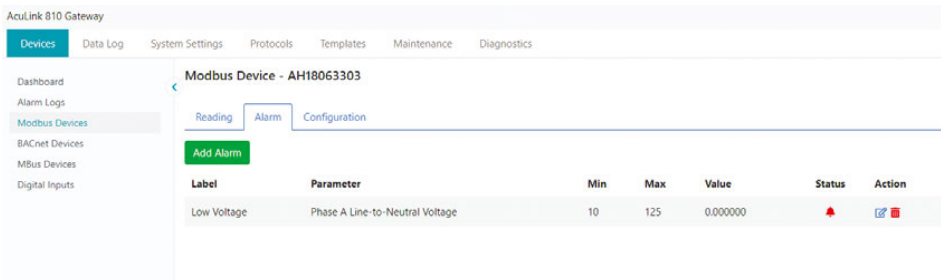 AcuLink 810 Gateway
Devices Data Log System Settings Protocols Templates Maintenance Diagnostics
Dashboard
Alarm Logs
Modbus Devices
BACnet Devices
MBus Devices
Digital Inputs
Modbus Device - AH18063303
Reading Alarm Configuration
Add Alarm
Label Parameter Min Max Value Status Action
Low Voltage Phase A Line-to-Neutral Voltage 10 125 0.000000